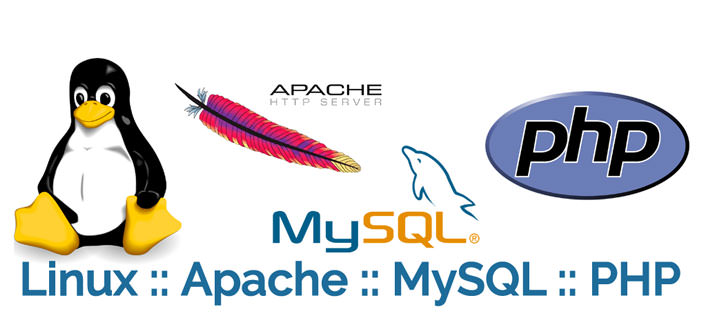 APACHE
HTTP SERVER
php
MySQL®
Linux :: Apache :: MySQL :: PHP